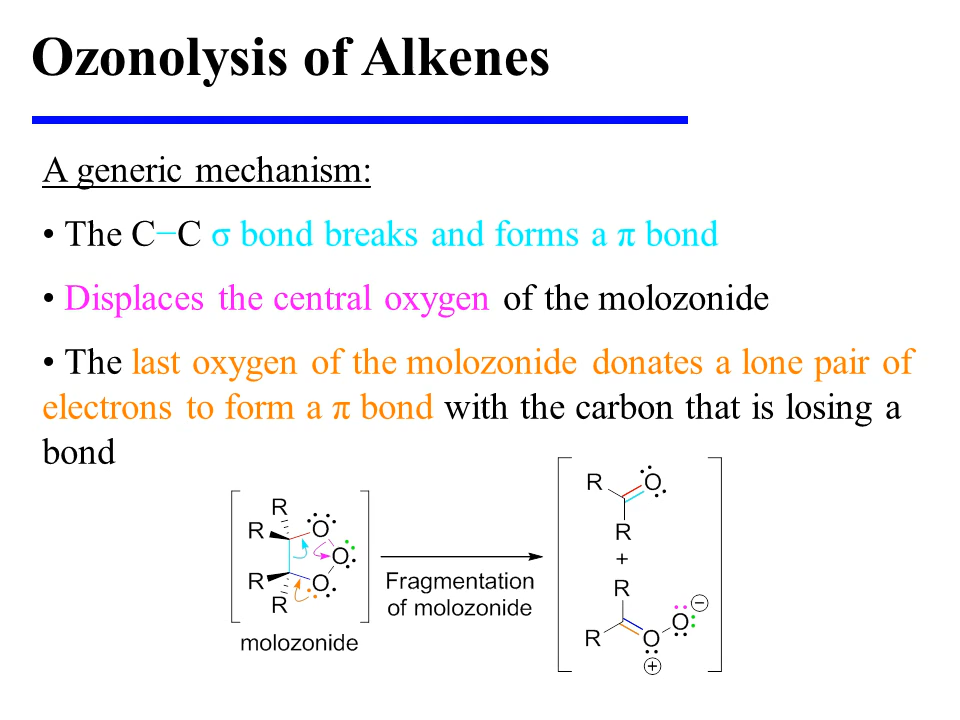 Ozonolysis of Alkenes
A generic mechanism:
• The C−C σ bond breaks and forms a π bond
• Displaces the central oxygen of the molozonide
• The last oxygen of the molozonide donates a lone pair of
electrons to form a π bond with the carbon that is losing a
bond
R
R
O
O
R
O
R
molozonide
Fragmentation
of molozonide
R
O
R
+
R
O
−
R
O
+